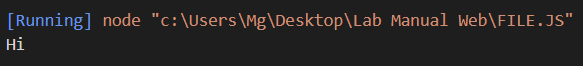 [Running] node "c:\Users\Mg\Desktop\Lab Manual Web\FILE.JS"
Hi